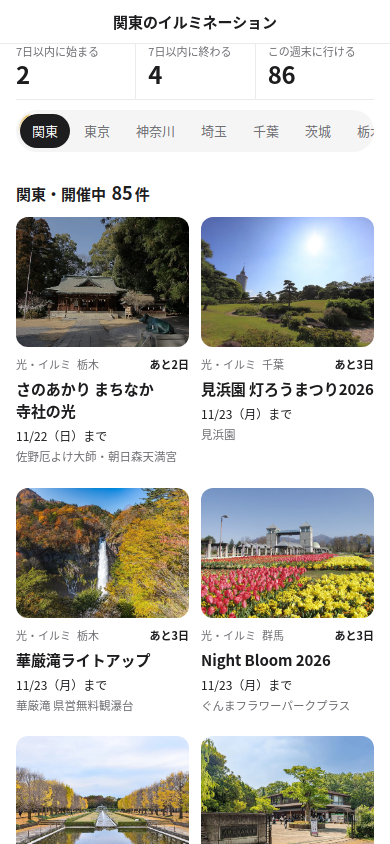 関東のイルミネーション
7日以内に始まる
7日以内に終わる
この週末に行ける
2
4
86
関東
東京
神奈川
埼玉
千葉
茨城
関東・開催中 85件
光・イルミ 栃木
あと2日
さのあかり まちなか
寺社の光
11/22（日）まで
佐野厄よけ大師・朝日森天満宮
光・イルミ 千葉
あと3日
見浜園 灯ろうまつり2026
11/23（月）まで
見浜園
光・イルミ 栃木
あと3日
華厳滝ライトアップ
11/23（月）まで
華厳滝 県営無料観瀑台
光・イルミ 群馬
あと3日
Night Bloom 2026
11/23（月）まで
ぐんまフラワーパークプラス